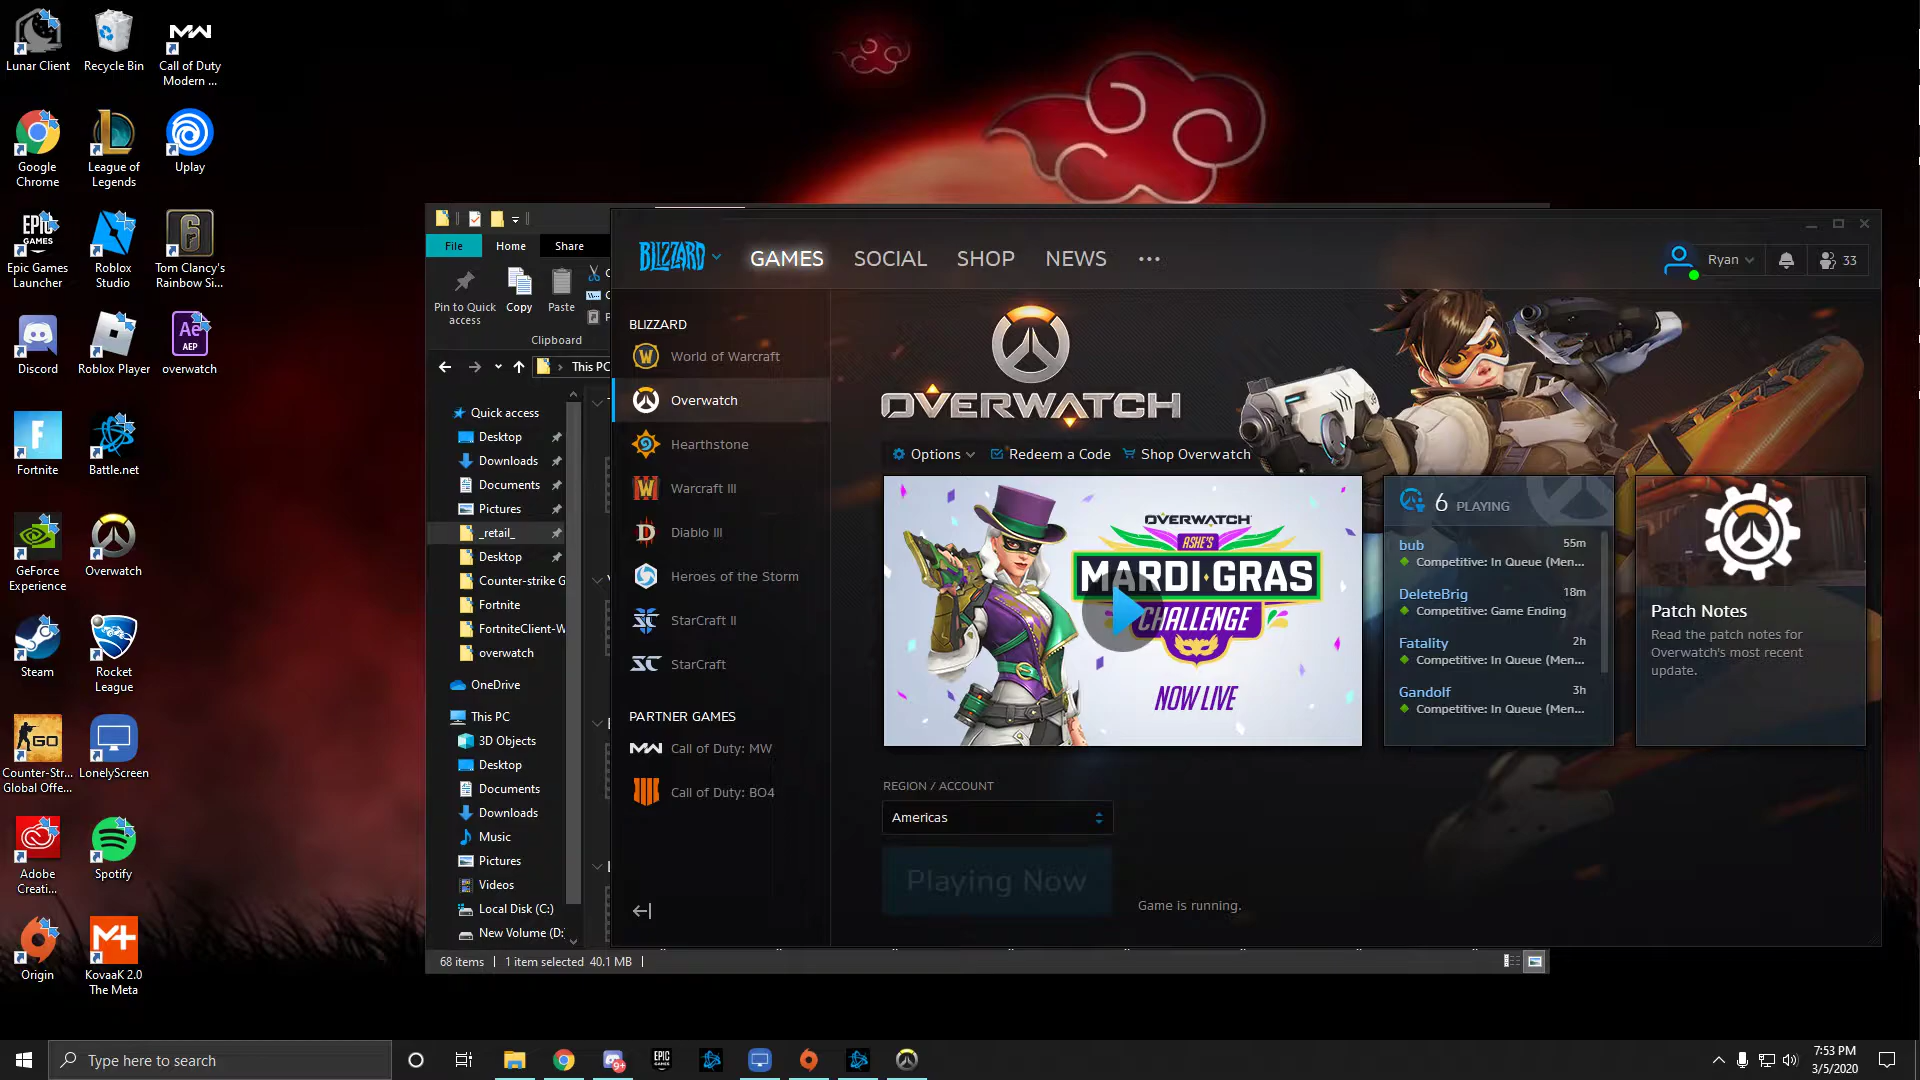 Lunar Client
Recycle Bin
Call of Duty
Modern ...
Google
Chrome
League of
Legends
Uplay
EPIC
GAMES
Epic Games
Launcher
Roblox
Studio
6
Tom Clancy's
Rainbow Si...
Discord
Roblox Player
Ae
AEP
overwatch
Fortnite
Battle.net
GeForce
Experience
Overwatch
Steam
Rocket
League
GO
Counter-Str...
Global Offe...
LonelyScreen
Adobe
Creati...
Spotify
Origin
KovaaK 2.0
The Meta
File
Home
Share
Pin to Quick
access
Copy
Paste
Clipboard
This PC
Quick access
Desktop
Downloads
Documents
Pictures
_retail_
Desktop
Counter-strike G
Fortnite
FortniteClient-W
overwatch
OneDrive
This PC
3D Objects
Desktop
Documents
Downloads
Music
Pictures
Videos
Local Disk (C:)
New Volume (D:
68 items
1 item selected 40.1 MB
BLIZZARD
GAMES
SOCIAL
SHOP
NEWS
Ryan
33
BLIZZARD
World of Warcraft
Overwatch
Hearthstone
Warcraft III
Diablo III
Heroes of the Storm
StarCraft II
StarCraft
PARTNER GAMES
Call of Duty: MW
Call of Duty: BO4
OVERWATCH
Options
Redeem a Code
Shop Overwatch
OVERWATCH
ASHE'S
MARDI GRAS
CHALLENGE
NOW LIVE
6 PLAYING
bub 55m
Competitive: In Queue (Men...
DeleteBrig 18m
Competitive: Game Ending
Fatality 2h
Competitive: In Queue (Men...
Gandolf 3h
Competitive: In Queue (Men...
Patch Notes
Read the patch notes for
Overwatch's most recent
update.
REGION / ACCOUNT
Americas
Playing Now
Game is running.
Type here to search
9+
EPIC
GAMES
7:53 PM
3/5/2020